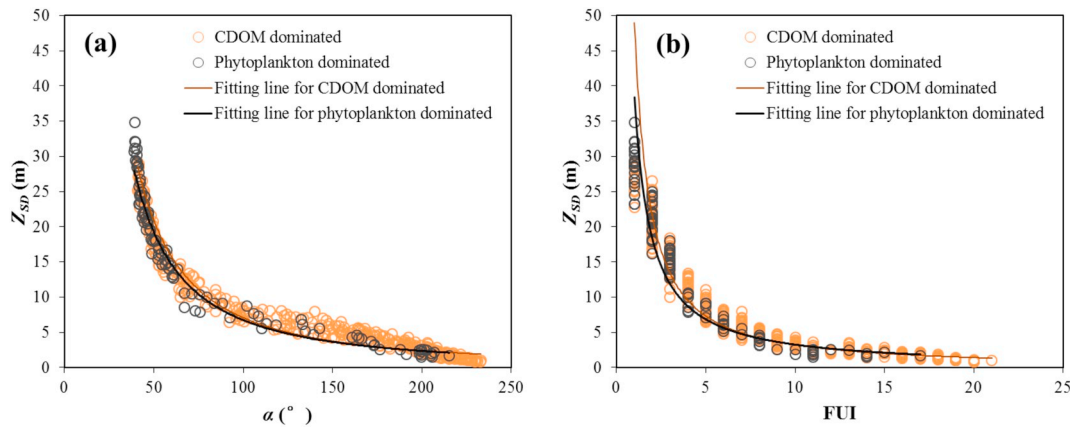 (a)
CDOM dominated
Phytoplankton dominated
Fitting line for CDOM dominated
Fitting line for phytoplankton dominated
50
45
40
35
30
25
20
15
10
5
0
Z_SD (m)
0 50 100 150 200 250
α (°)
(b)
CDOM dominated
Phytoplankton dominated
Fitting line for CDOM dominated
Fitting line for phytoplankton dominated
50
45
40
35
30
25
20
15
10
5
0
Z_SD (m)
0 5 10 15 20 25
FUI